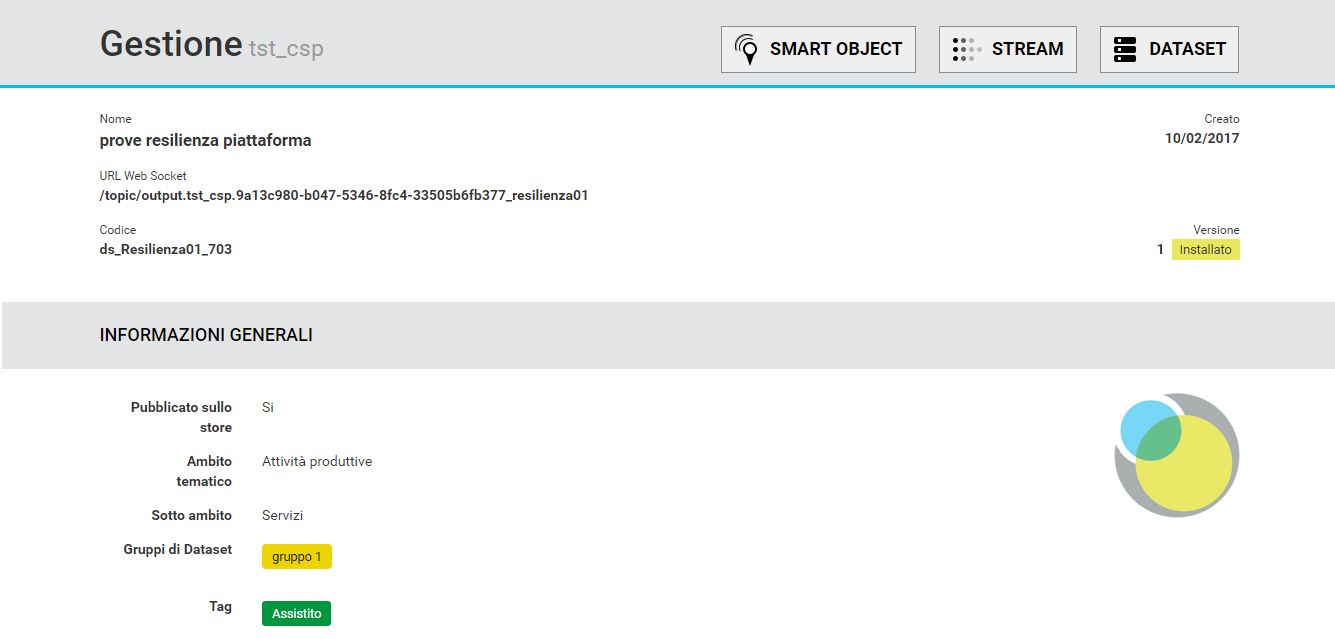 Gestione tst_csp
SMART OBJECT
STREAM
DATASET
Nome
Creato
prove resilienza piattaforma
10/02/2017
URL Web Socket
/topic/output.tst_csp.9a13c980-b047-5346-8fc4-33505b6fb377_resilienza01
Codice
Versione
ds_Resilienza01_703
1 Installato
INFORMAZIONI GENERALI
Pubblicato sullo
store
Si
Ambito
tematico
Attività produttive
Sotto ambito
Servizi
Gruppi di Dataset
gruppo 1
Tag
Assistito